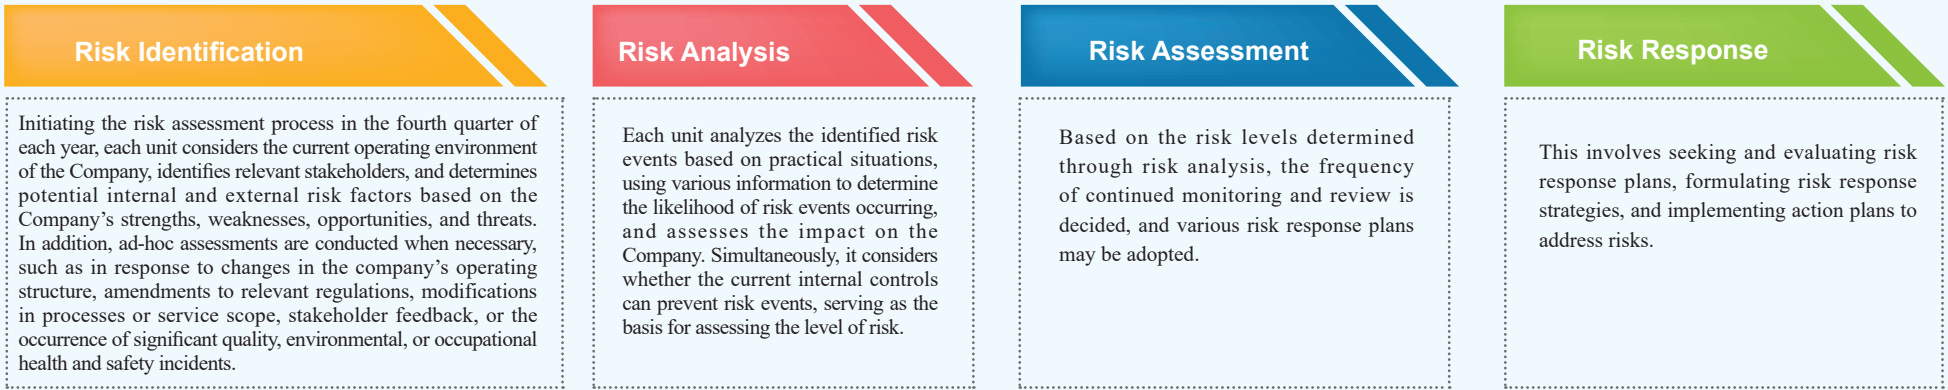 Risk Identification
Initiating the risk assessment process in the fourth quarter of
each year, each unit considers the current operating environment
of the Company, identifies relevant stakeholders, and determines
potential internal and external risk factors based on the
Company’s strengths, weaknesses, opportunities, and threats.
In addition, ad-hoc assessments are conducted when necessary,
such as in response to changes in the company’s operating
structure, amendments to relevant regulations, modifications
in processes or service scope, stakeholder feedback, or the
occurrence of significant quality, environmental, or occupational
health and safety incidents.
Risk Analysis
Each unit analyzes the identified risk
events based on practical situations,
using various information to determine
the likelihood of risk events occurring,
and assesses the impact on the
Company. Simultaneously, it considers
whether the current internal controls
can prevent risk events, serving as the
basis for assessing the level of risk.
Risk Assessment
Based on the risk levels determined
through risk analysis, the frequency
of continued monitoring and review is
decided, and various risk response plans
may be adopted.
Risk Response
This involves seeking and evaluating risk
response plans, formulating risk response
strategies, and implementing action plans to
address risks.